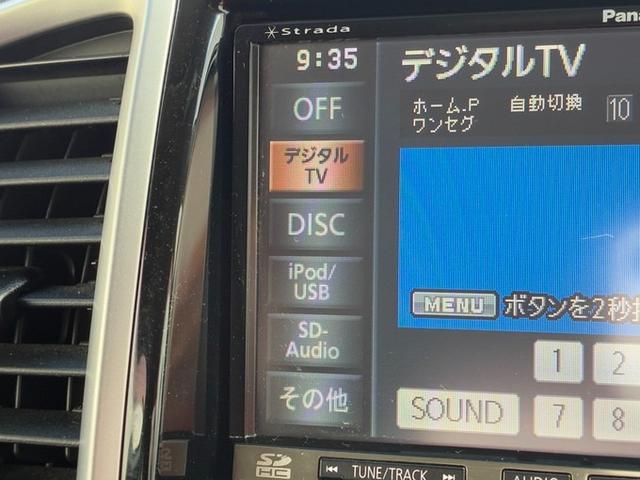 Strada
Pana
9:35
デジタルTV
OFF
ホーム.P 自動切換 10
ワンセグ
デジタル
TV
DISC
iPod/
USB
MENU ボタンを2秒
SD-
Audio
1 2
その他
SOUND 7 8
SD
HC
TUNE/TRACK
AUDIO